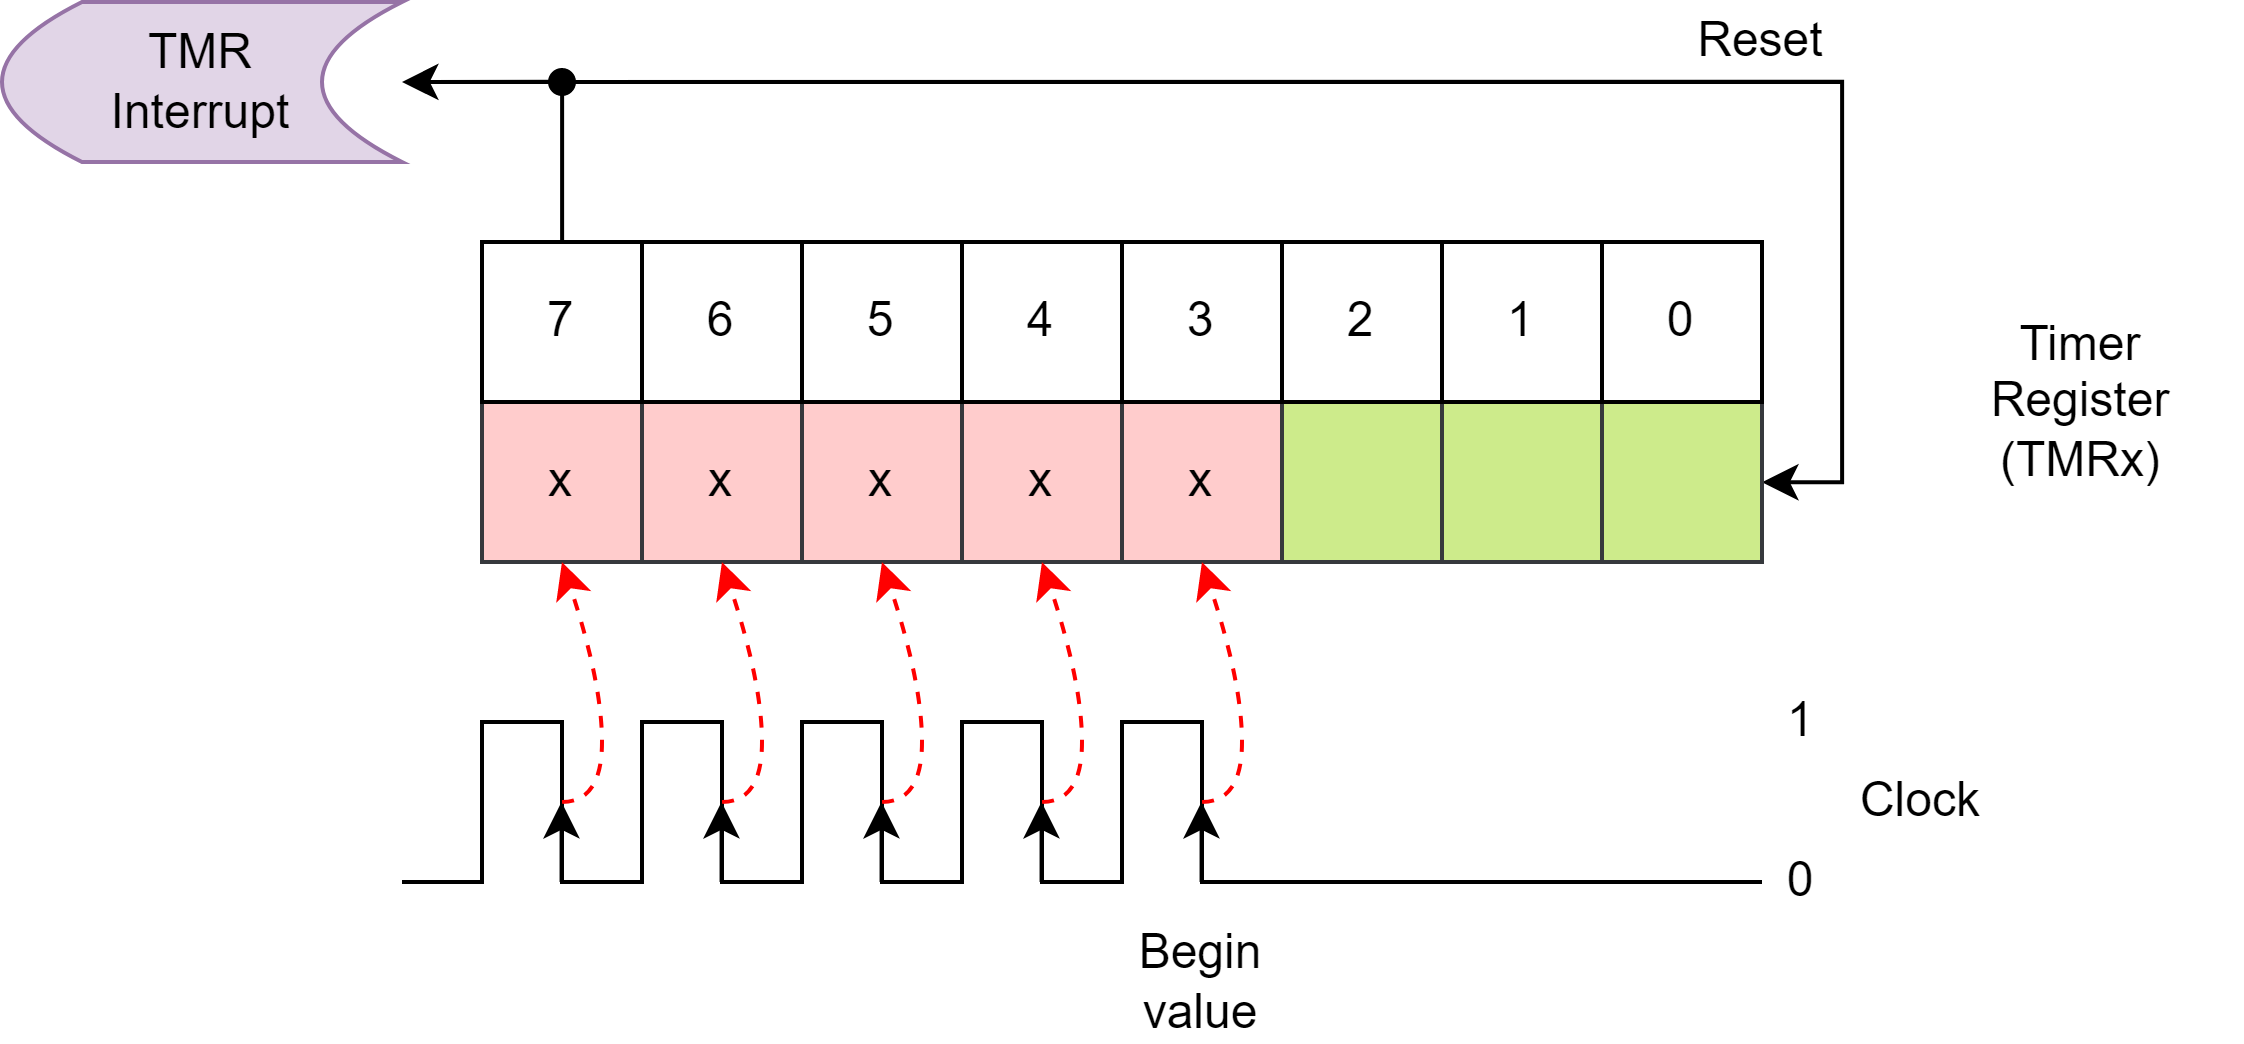 TMR
Interrupt
Reset
7 6 5 4 3 2 1 0
x x x x x
Timer
Register
(TMRx)
1
Clock
0
Begin
value